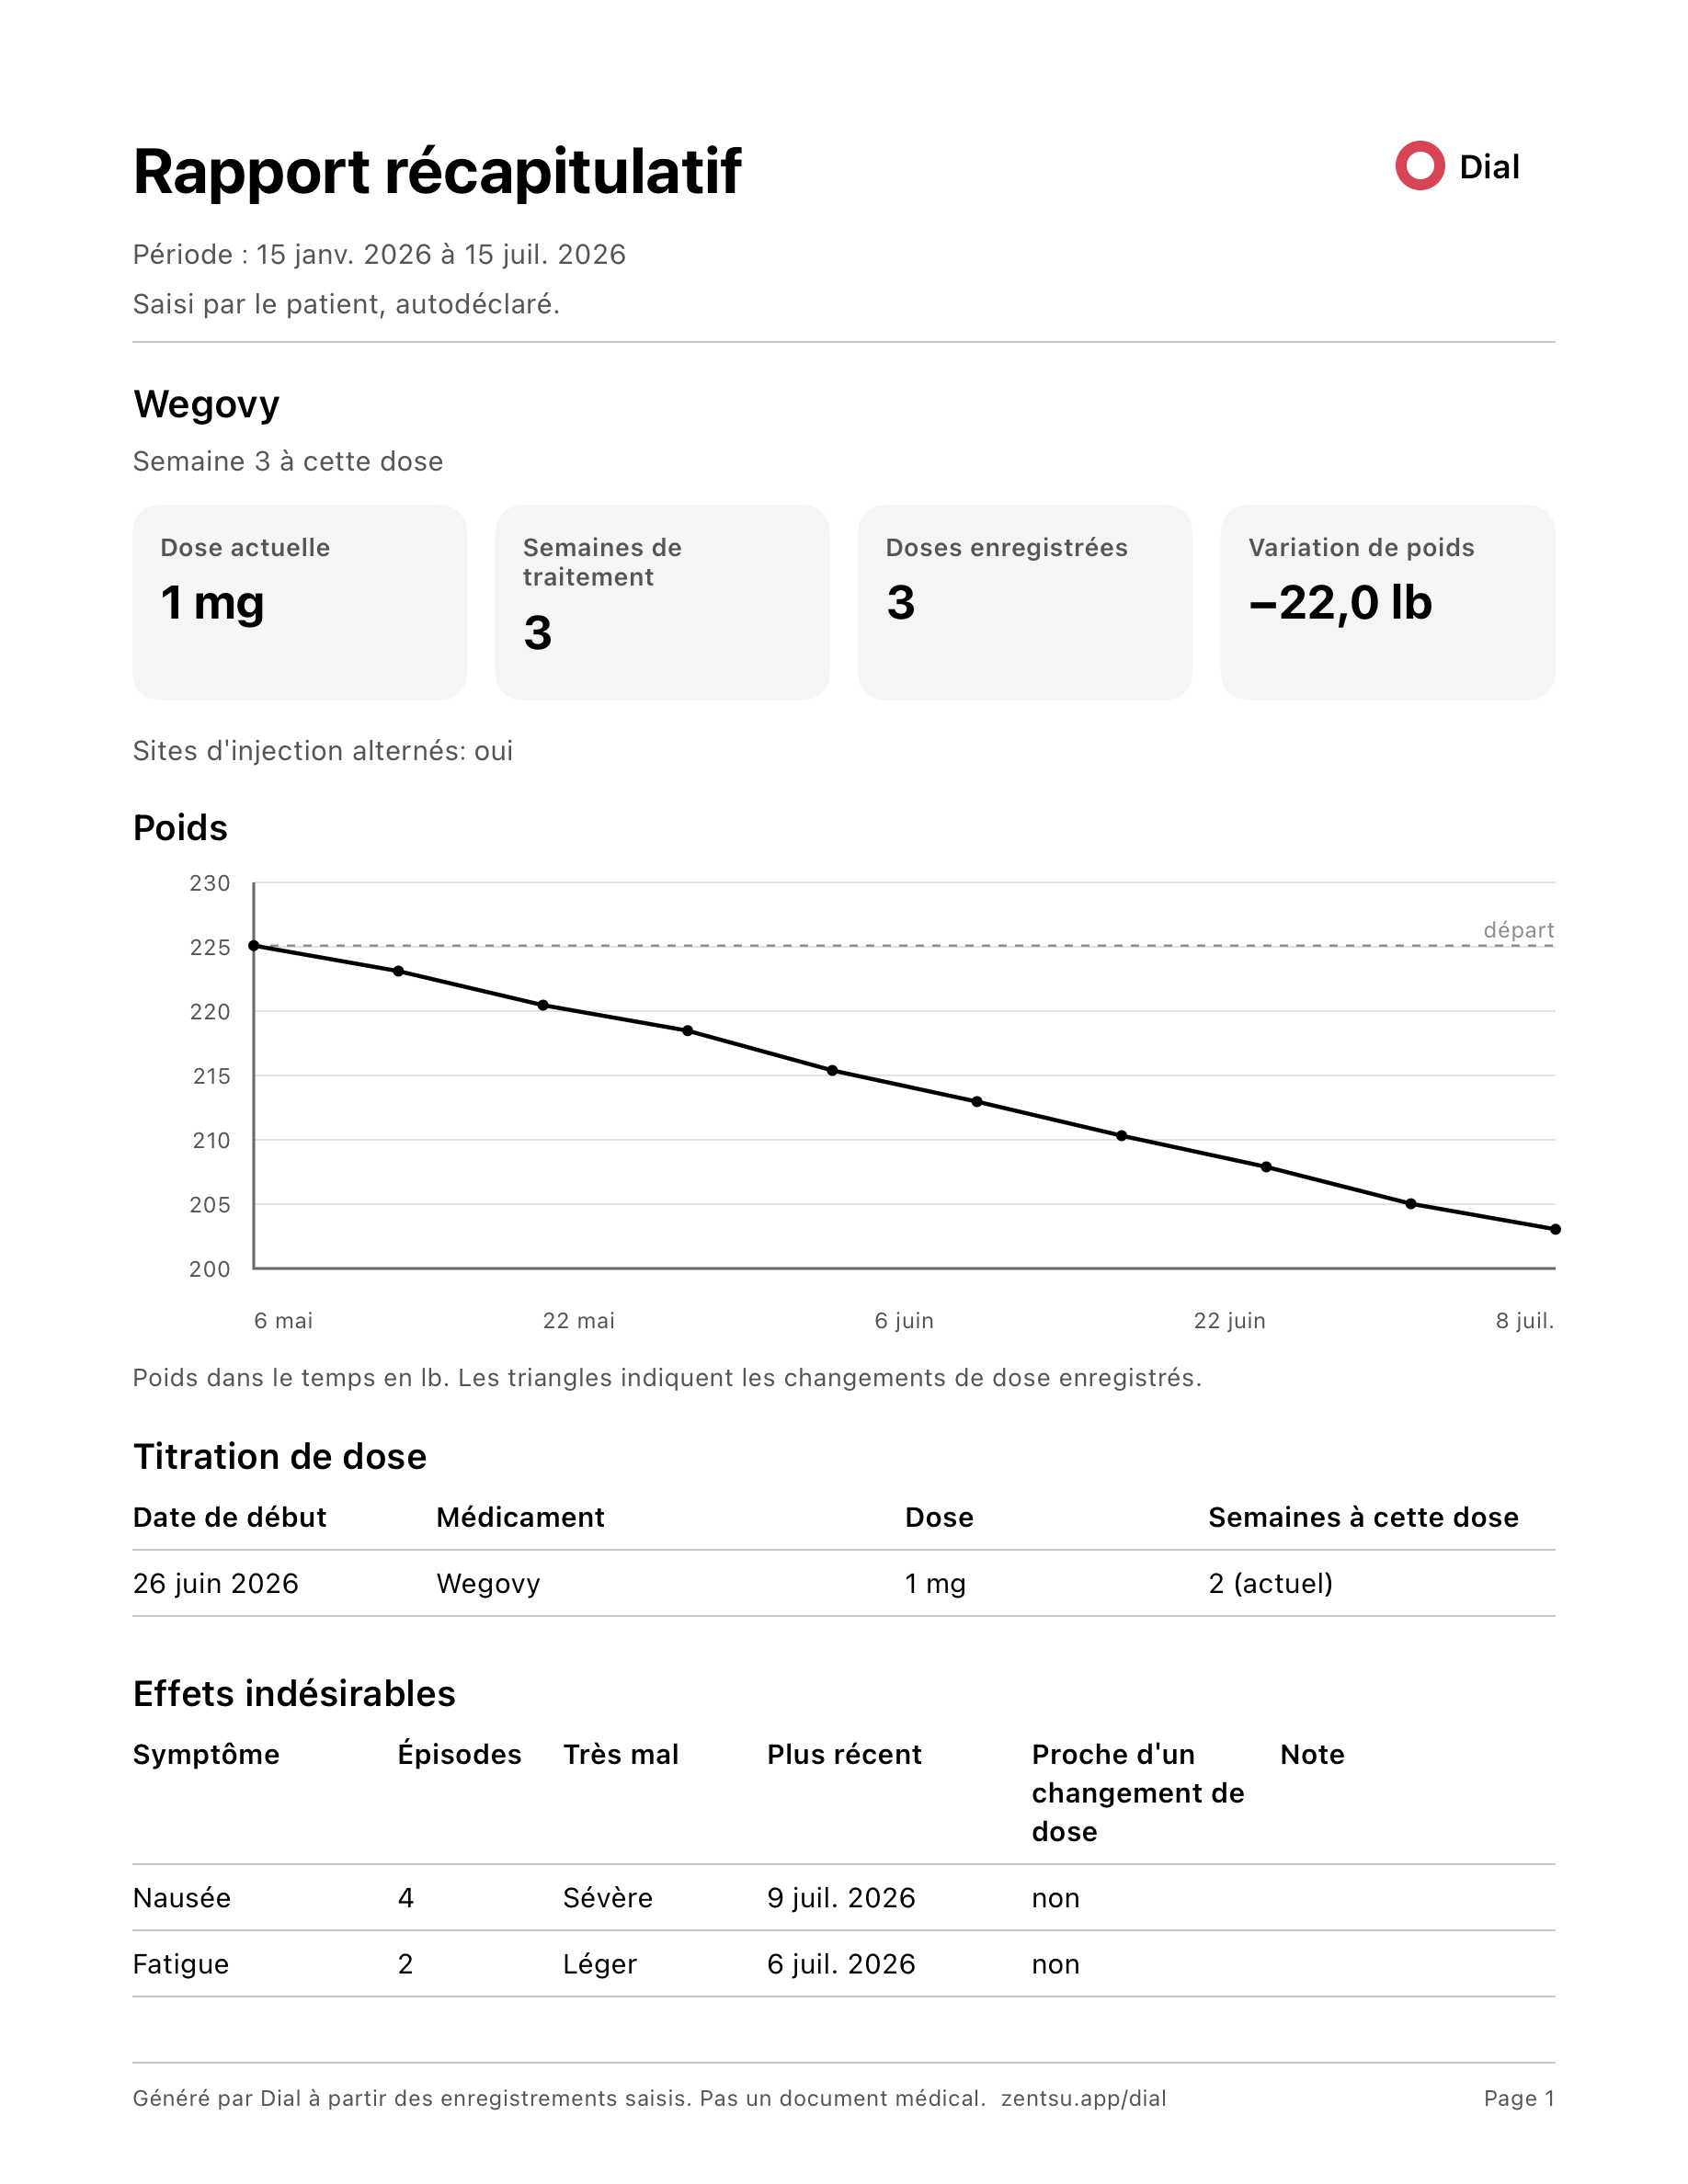 Rapport récapitulatif
Dial
Période : 15 janv. 2026 à 15 juil. 2026
Saisi par le patient, autodéclaré.
Wegovy
Semaine 3 à cette dose
Dose actuelle
1 mg
Semaines de
traitement
3
Doses enregistrées
3
Variation de poids
–22,0 lb
Sites d'injection alternés: oui
Poids
230
départ
225
220
215
210
205
200
6 mai 22 mai 6 juin 22 juin 8 juil.
Poids dans le temps en lb. Les triangles indiquent les changements de dose enregistrés.
Titration de dose
Date de début Médicament Dose Semaines à cette dose
26 juin 2026 Wegovy 1 mg 2 (actuel)
Effets indésirables
Symptôme Épisodes Très mal Plus récent Proche d'un Note
changement de
dose
Nausée 4 Sévère 9 juil. 2026 non
Fatigue 2 Léger 6 juil. 2026 non
Généré par Dial à partir des enregistrements saisis. Pas un document médical. zentsu.app/dial Page 1